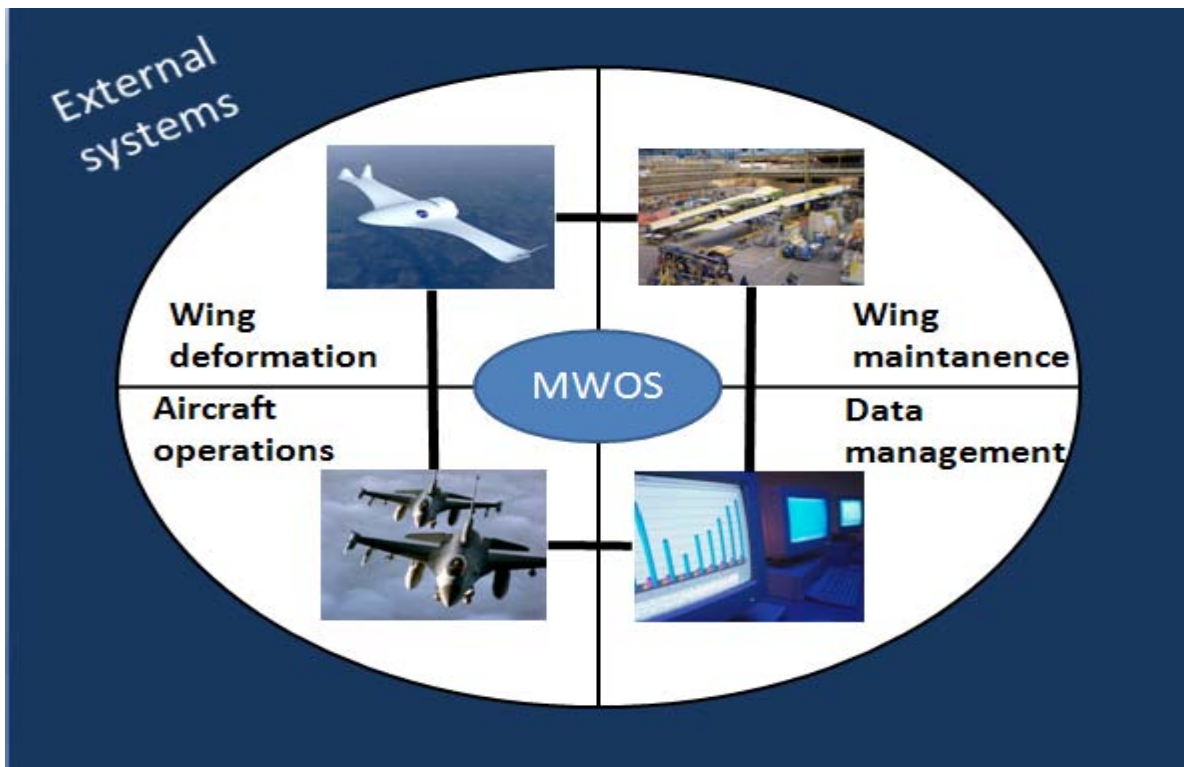 External
systems
Wing
deformation
Wing
maintanence
MWOS
Aircraft
operations
Data
management